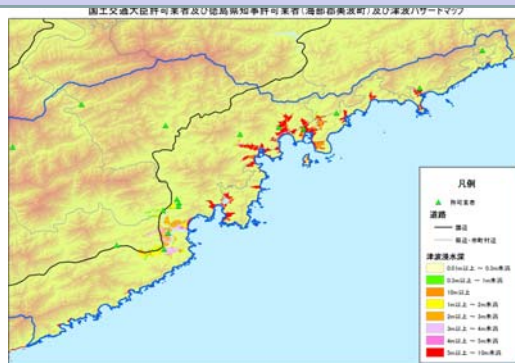 国土交通大臣許可業者及び徳島県知事許可業者(海部郡美波町)及び津波ハザードマップ
凡例
許可業者
道路
国道
県道・市町村道
津波浸水深
0.01m以上 ~ 0.3m未満
0.3m以上 ~ 1m未満
10m以上
1m以上 ~ 2m未満
2m以上 ~ 3m未満
3m以上 ~ 4m未満
4m以上 ~ 5m未満
5m以上 ~ 10m未満